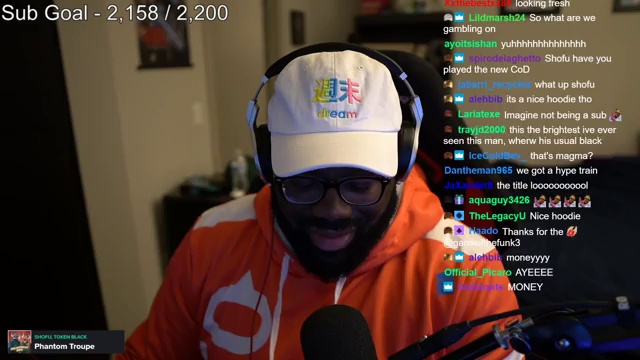 Sub Goal - 2,158 / 2,200
looking fresh
Lildmarsh24 So what are we
gambling on
ayoitsishan yuhhhhhhhhhhhhh
spirodelaghetto Shofu have you
played the new CoD
what up shofu
alehbib its a nice hoodie tho
Lariatexe Imagine not being a sub
trayjd2000 this the brightest ive ever
seen this man, wherw his usual black
that's magma?
Dantheman965 we got a hype train
the title looooooooool
aquaguy3426
TheLegacyU Nice hoodie
Haado Thanks for the
alehbib moneyyyy
Official_Picaro AYEEEE
MONEY
週末
dream
SHOFU, TOKEN BLACK
Phantom Troupe